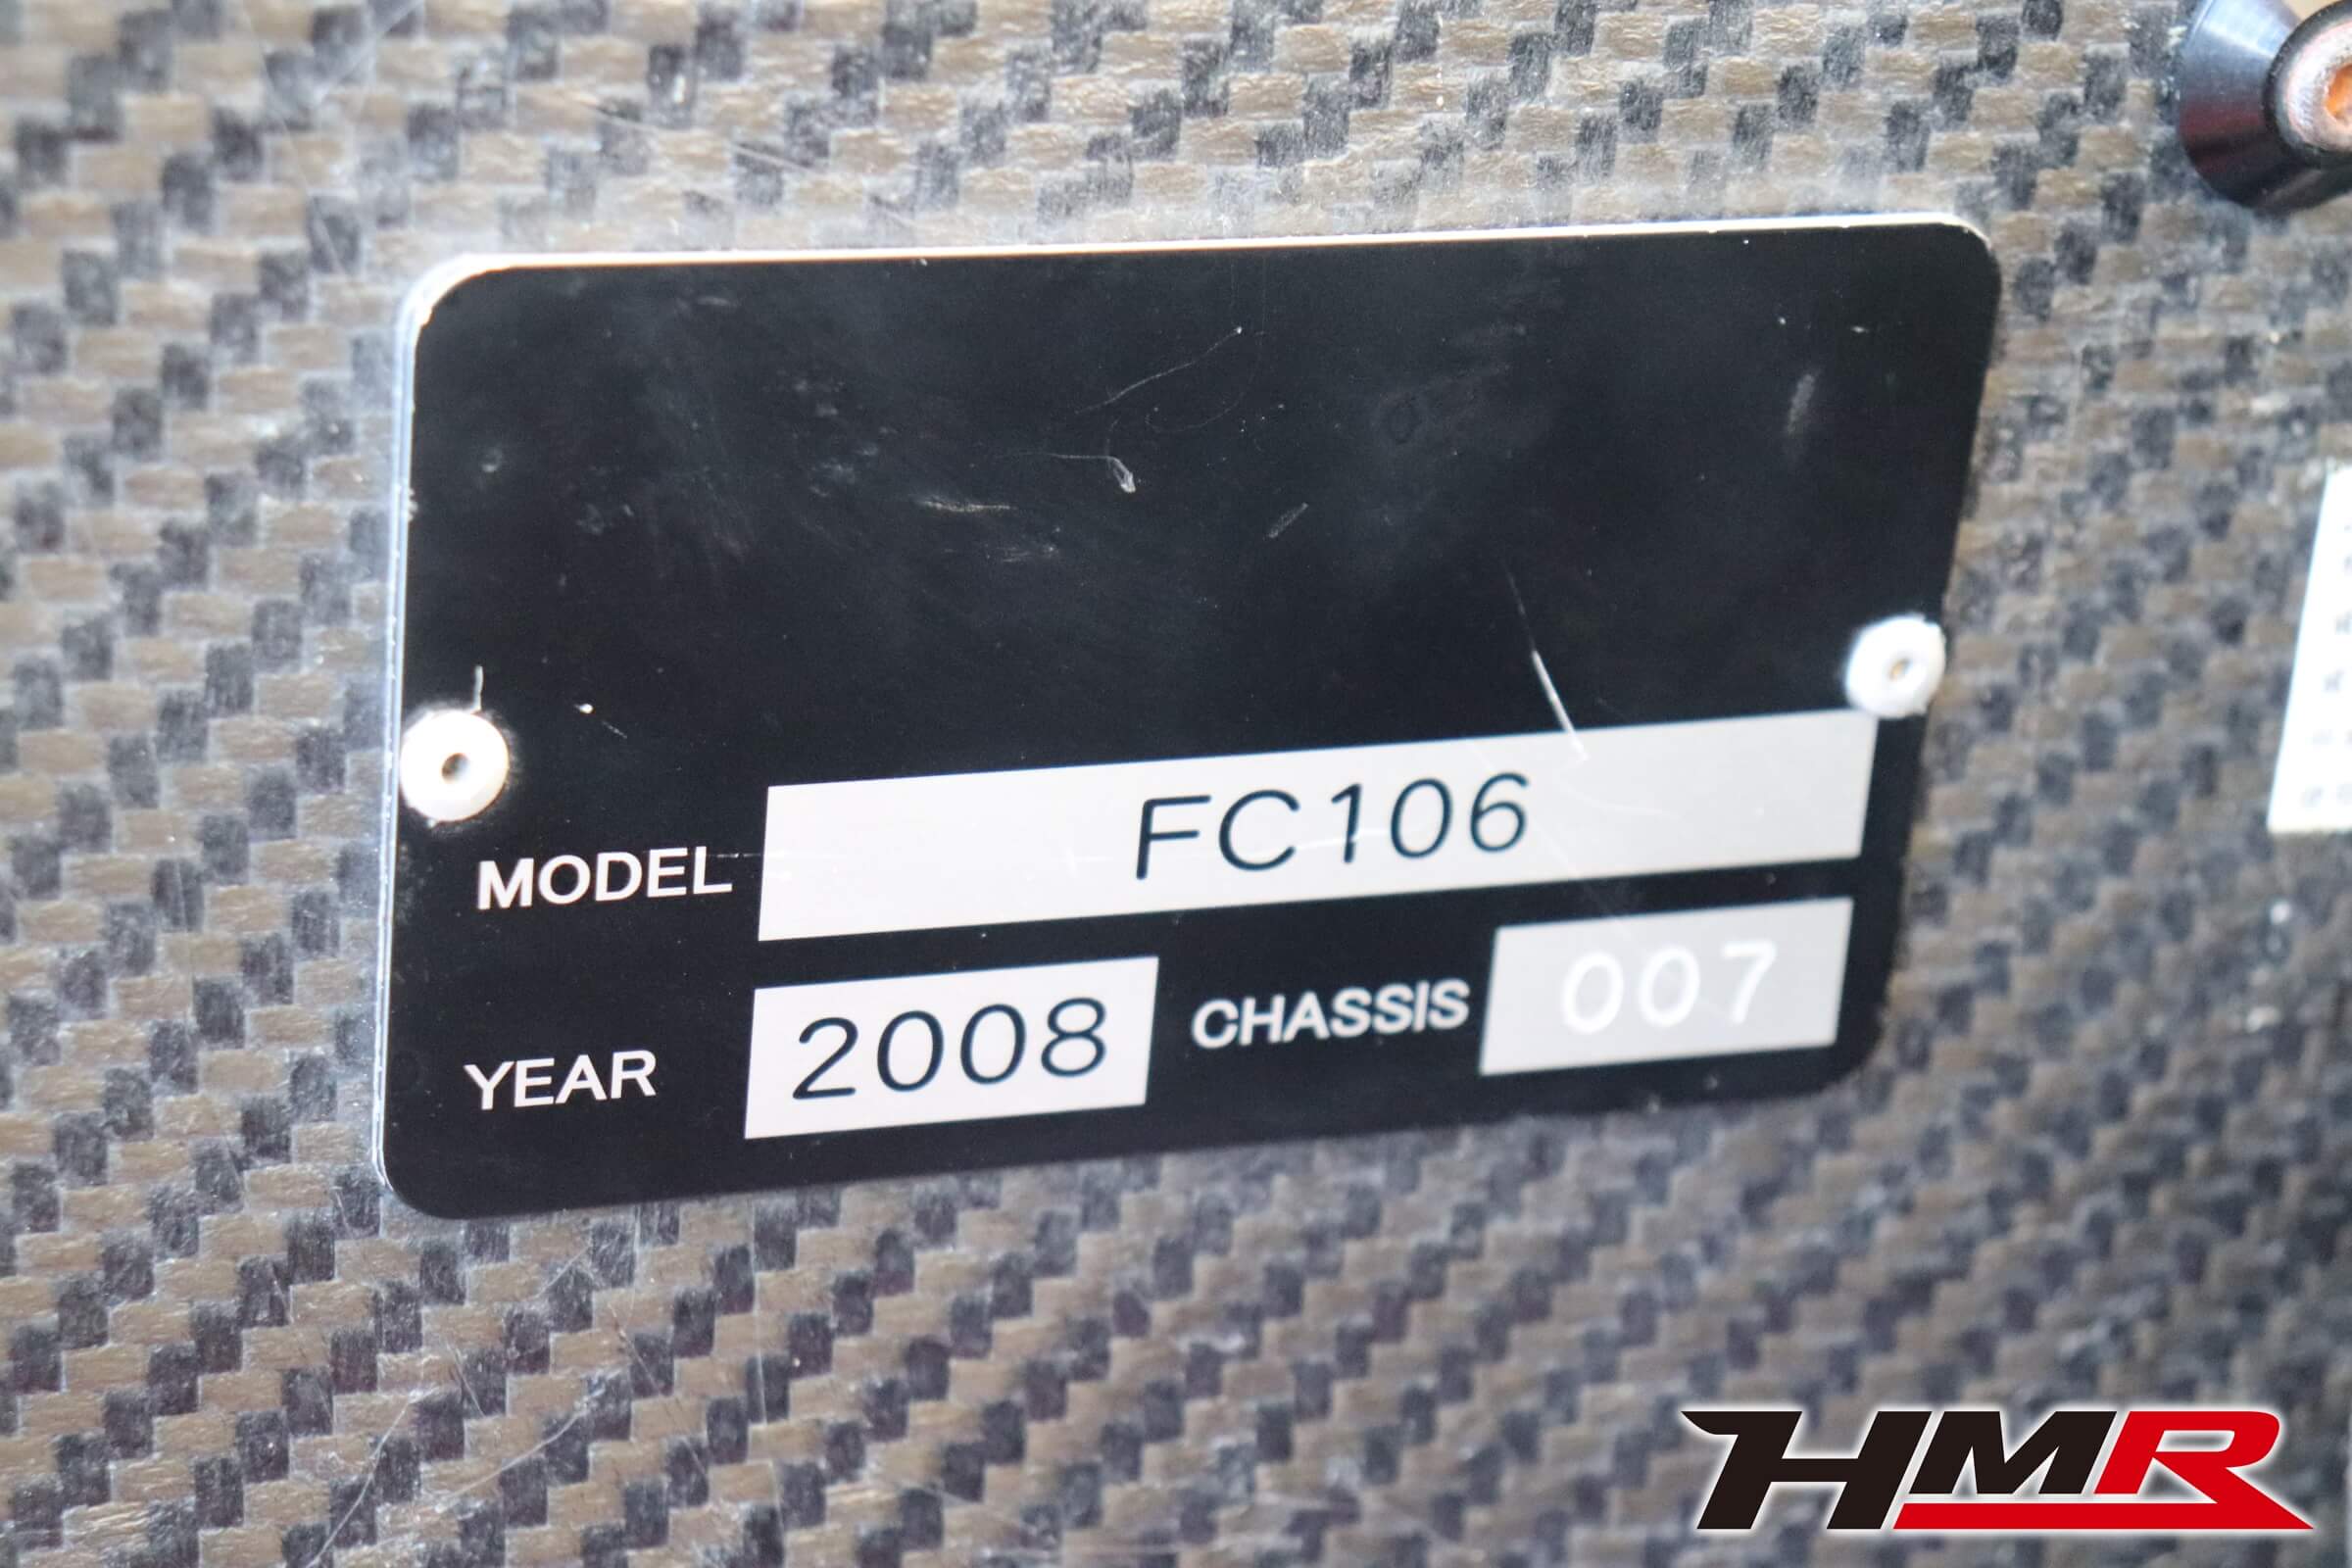 MODEL FC106
YEAR 2008 CHASSIS 007
HMR